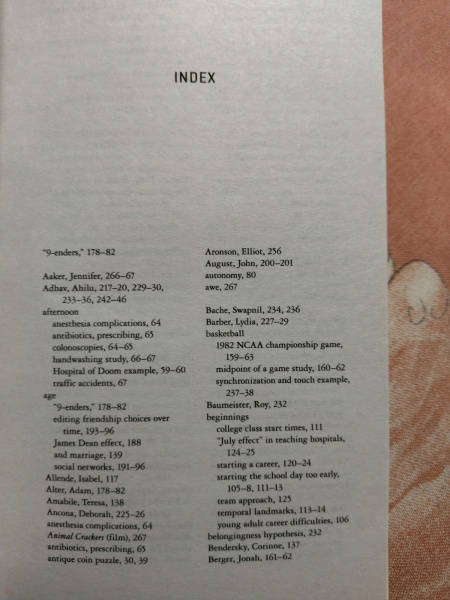 INDEX
"9-enders," 178–82
Aaker, Jennifer, 266–67
Adhav, Ahilu, 217–20, 229–30,
233–36, 242–46
afternoon
anesthesia complications, 64
antibiotics, prescribing, 65
colonoscopies, 64–65
handwashing study, 66–67
Hospital of Doom example, 59–60
traffic accidents, 67
age
"9-enders," 178–82
editing friendship choices over
time, 193–96
James Dean effect, 188
and marriage, 139
social networks, 191–96
Allende, Isabel, 117
Alter, Adam, 178–82
Amabile, Teresa, 138
Ancona, Deborah, 225–26
anesthesia complications, 64
Animal Crackers (film), 267
antibiotics, prescribing, 65
antique coin puzzle, 30, 39
Aronson, Elliot, 256
August, John, 200–201
autonomy, 80
awe, 267
Bache, Swapnil, 234, 236
Barber, Lydia, 227–29
basketball
1982 NCAA championship game,
159–63
midpoint of a game study, 160–62
synchronization and touch example,
237–38
Baumeister, Roy, 232
beginnings
college class start times, 111
"July effect" in teaching hospitals,
124–25
starting a career, 120–24
starting the school day too early,
105–8, 111–13
team approach, 125
temporal landmarks, 113–14
young adult career difficulties, 106
belongingness hypothesis, 232
Bendersky, Corinne, 137
Berger, Jonah, 161–62